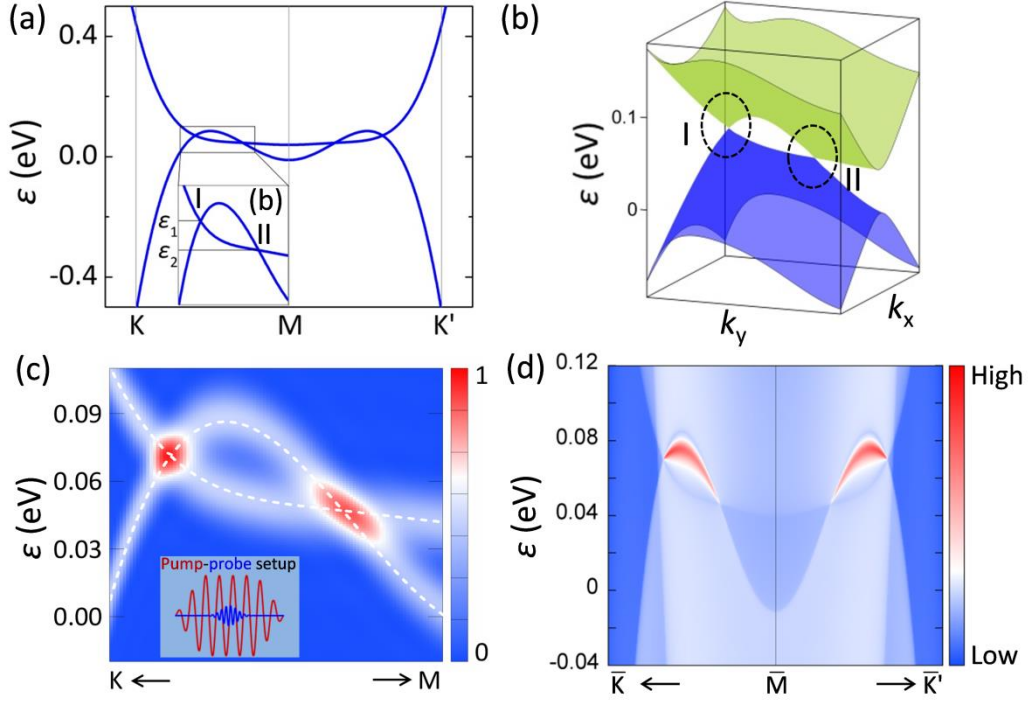 (a)
ε (eV)
0.4
0.0
-0.4
I
(b)
II
ε1
ε2
K
M
K'
(b)
ε (eV)
0.1
0
I
II
ky
kx
(c)
ε (eV)
0.09
0.06
0.03
0.00
Pump-probe setup
K ←
→ M
1
0
(d)
ε (eV)
0.12
0.08
0.04
0
-0.04
K̅ ←
M̅
→ K̅'
High
Low